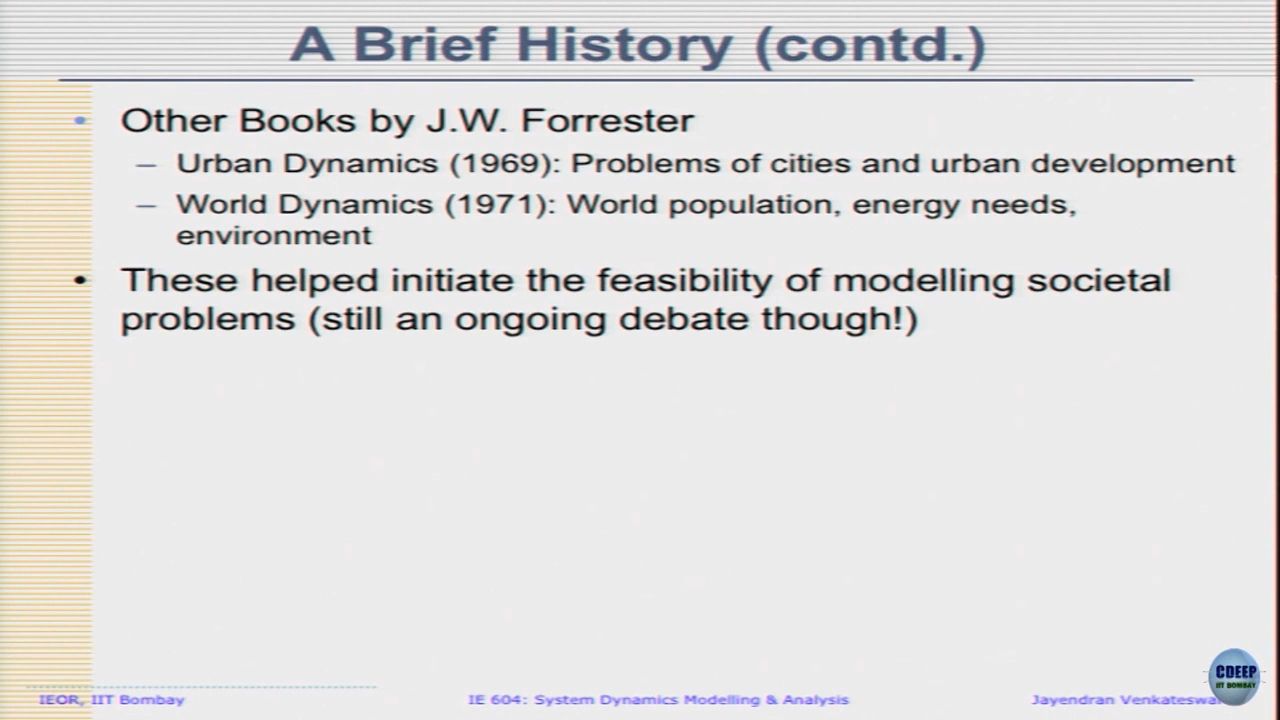 A Brief History (contd.)
• Other Books by J.W. Forrester
– Urban Dynamics (1969): Problems of cities and urban development
– World Dynamics (1971): World population, energy needs,
environment
• These helped initiate the feasibility of modelling societal
problems (still an ongoing debate though!)
CDEEP
IIT BOMBAY
IEOR, IIT Bombay
IE 604: System Dynamics Modelling & Analysis
Jayendran